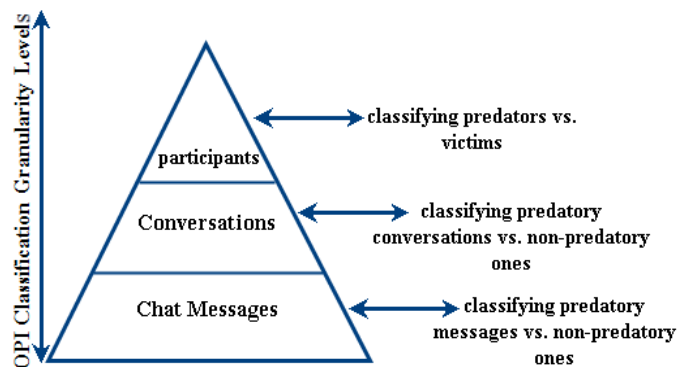 OPI Classification Granularity Levels
classifying predators vs.
victims
participants
classifying predatory
conversations vs. non-predatory
ones
Conversations
classifying predatory
messages vs. non-predatory
ones
Chat Messages